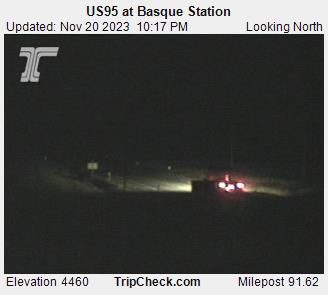 US95 at Basque Station
Updated: Nov 20 2023 10:17 PM Looking North
Elevation 4460 TripCheck.com Milepost 91.62